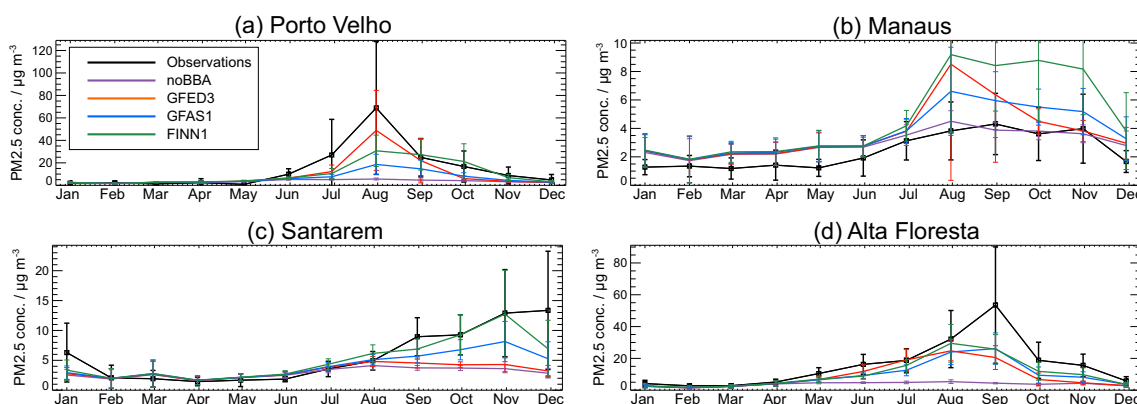 (a) Porto Velho
PM2.5 conc. / µg m⁻³
120
100
80
60
40
20
0
Observations
noBBA
GFED3
GFAS1
FINN1
Jan Feb Mar Apr May Jun Jul Aug Sep Oct Nov Dec
(b) Manaus
PM2.5 conc. / µg m⁻³
10
8
6
4
2
0
Jan Feb Mar Apr May Jun Jul Aug Sep Oct Nov Dec
(c) Santarem
PM2.5 conc. / µg m⁻³
20
15
10
5
0
Jan Feb Mar Apr May Jun Jul Aug Sep Oct Nov Dec
(d) Alta Floresta
PM2.5 conc. / µg m⁻³
80
60
40
20
0
Jan Feb Mar Apr May Jun Jul Aug Sep Oct Nov Dec